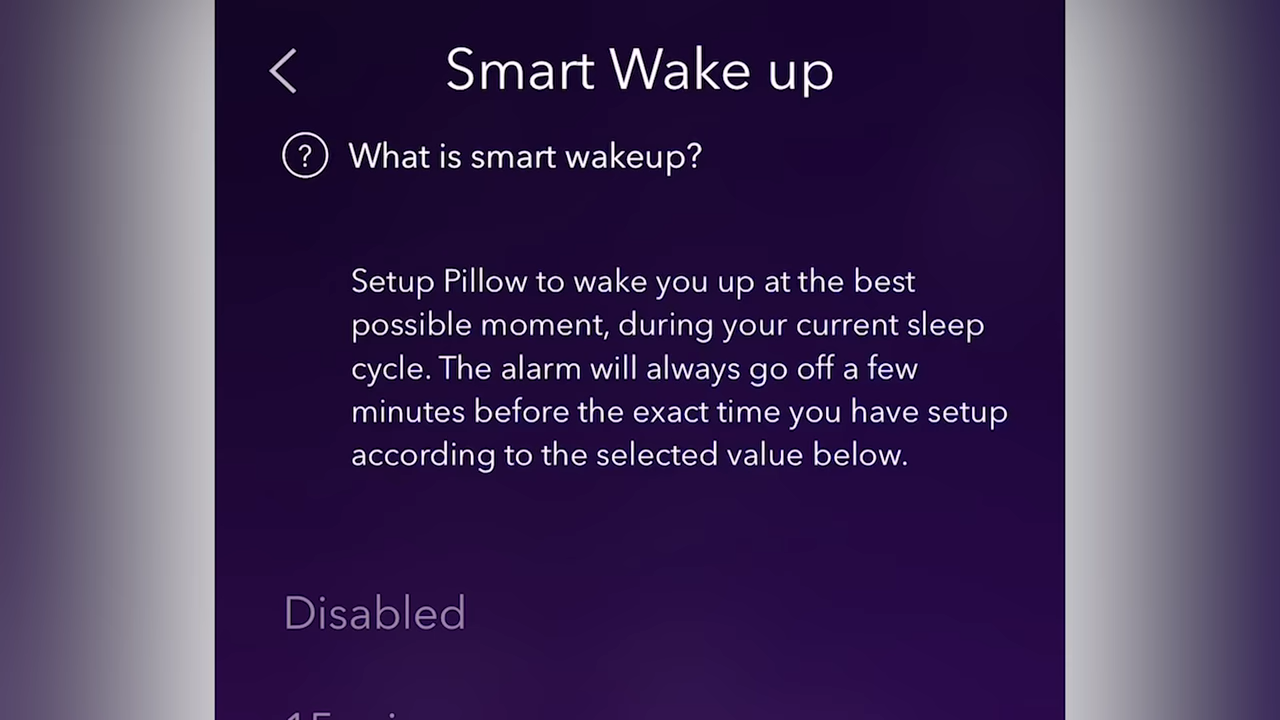 Smart Wake up
? What is smart wakeup?
Setup Pillow to wake you up at the best
possible moment, during your current sleep
cycle. The alarm will always go off a few
minutes before the exact time you have setup
according to the selected value below.
Disabled